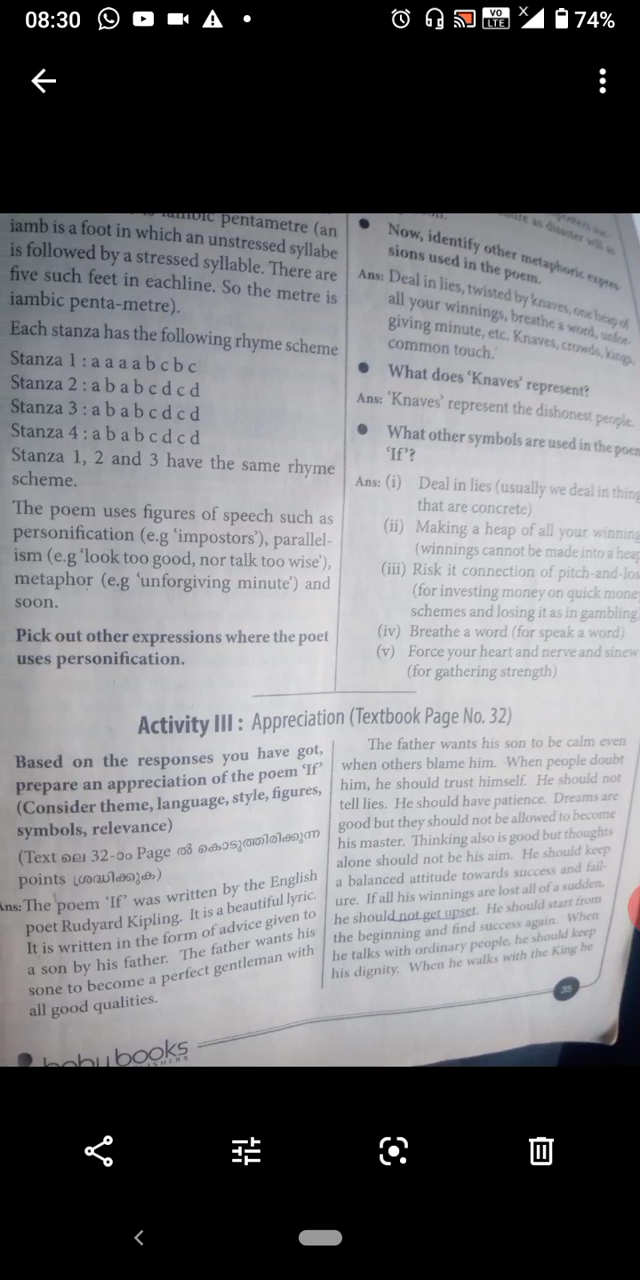 08:30
VO
LTE
X
74%
iambic pentametre (an
iamb is a foot in which an unstressed syllabe
is followed by a stressed syllable. There are
five such feet in eachline. So the metre is
iambic penta-metre).
Each stanza has the following rhyme scheme
Stanza 1 : a a a a b c b c
Stanza 2 : a b a b c d c d
Stanza 3 : a b a b c d c d
Stanza 4 : a b a b c d c d
Stanza 1, 2 and 3 have the same rhyme
scheme.
The poem uses figures of speech such as
personification (e.g 'impostors'), parallel-
ism (e.g 'look too good, nor talk too wise'),
metaphor (e.g 'unforgiving minute') and
soon.
Pick out other expressions where the poet
uses personification.
as disaster will
Now, identify other metaphoric expres-
sions used in the poem.
Ans: Deal in lies, twisted by knaves, one heap of
all your winnings, breathe a word, unfor-
giving minute, etc. Knaves, crowds, kings,
common touch.'
What does 'Knaves' represent?
Ans: 'Knaves' represent the dishonest people.
What other symbols are used in the poem
'If'?
Ans: (i) Deal in lies (usually we deal in thing
that are concrete)
(ii) Making a heap of all your winning
(winnings cannot be made into a heap
(iii) Risk it connection of pitch-and-los
(for investing money on quick money
schemes and losing it as in gambling
(iv) Breathe a word (for speak a word)
(v) Force your heart and nerve and sinew
(for gathering strength)
Activity III : Appreciation (Textbook Page No. 32)
Based on the responses you have got,
prepare an appreciation of the poem 'If'
(Consider theme, language, style, figures,
symbols, relevance)
(Text ലെ 32-ാം Page ൽ കൊടുത്തിരിക്കുന്ന
points ശ്രദ്ധിക്കുക)
Ans: The poem 'If' was written by the English
poet Rudyard Kipling. It is a beautiful lyric.
It is written in the form of advice given to
a son by his father. The father wants his
sone to become a perfect gentleman with
all good qualities.
The father wants his son to be calm even
when others blame him. When people doubt
him, he should trust himself. He should not
tell lies. He should have patience. Dreams are
good but they should not be allowed to become
his master. Thinking also is good but thoughts
alone should not be his aim. He should keep
a balanced attitude towards success and fail-
ure. If all his winnings are lost all of a sudden,
he should not get upset. He should start from
the beginning and find success again. When
he talks with ordinary people, he should keep
his dignity. When he walks with the King he
35
books